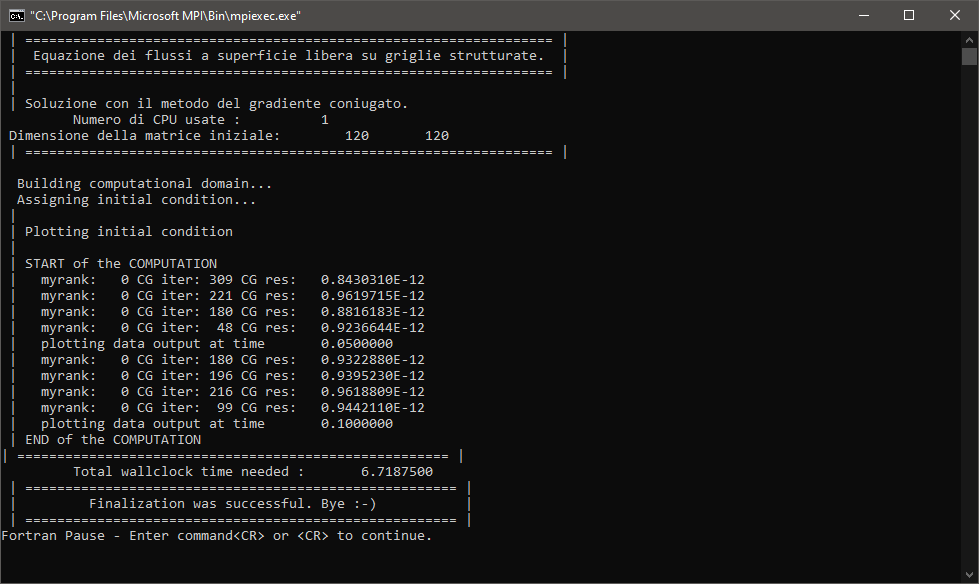 "C:\Program Files\Microsoft MPI\Bin\mpiexec.exe"
| ================================================================== |
|  Equazione dei flussi a superficie libera su griglie strutturate.  |
| ================================================================== |
|
| Soluzione con il metodo del gradiente coniugato.
        Numero di CPU usate :          1
Dimensione della matrice iniziale:        120       120
| ================================================================== |
Building computational domain...
Assigning initial condition...
|
| Plotting initial condition
|
| START of the COMPUTATION
|   myrank:   0 CG iter: 309 CG res:   0.8430310E-12
|   myrank:   0 CG iter: 221 CG res:   0.9619715E-12
|   myrank:   0 CG iter: 180 CG res:   0.8816183E-12
|   myrank:   0 CG iter:  48 CG res:   0.9236644E-12
|   plotting data output at time       0.0500000
|   myrank:   0 CG iter: 180 CG res:   0.9322880E-12
|   myrank:   0 CG iter: 196 CG res:   0.9395230E-12
|   myrank:   0 CG iter: 216 CG res:   0.9618809E-12
|   myrank:   0 CG iter:  99 CG res:   0.9442110E-12
|   plotting data output at time       0.1000000
| END of the COMPUTATION
| ====================================================== |
        Total wallclock time needed :       6.7187500
| ====================================================== |
|         Finalization was successful. Bye :-)           |
| ====================================================== |
Fortran Pause - Enter command<CR> or <CR> to continue.